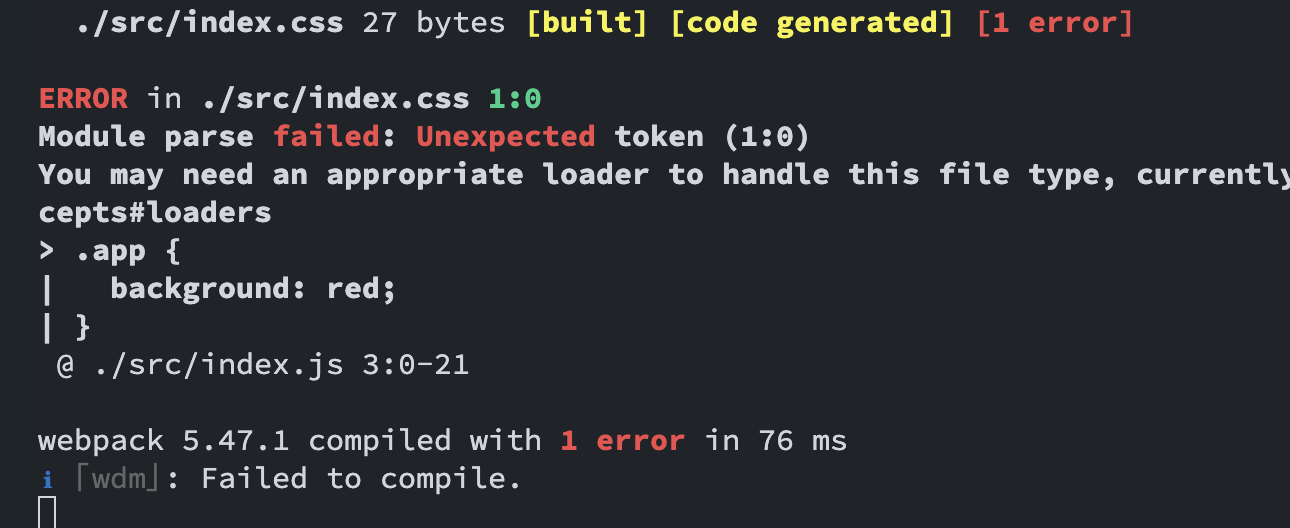 ./src/index.css 27 bytes [built] [code generated] [1 error]
ERROR in ./src/index.css 1:0
Module parse failed: Unexpected token (1:0)
You may need an appropriate loader to handle this file type, currently
cepts#loaders
> .app {
|   background: red;
| }
@ ./src/index.js 3:0-21
webpack 5.47.1 compiled with 1 error in 76 ms
i ｢wdm｣: Failed to compile.